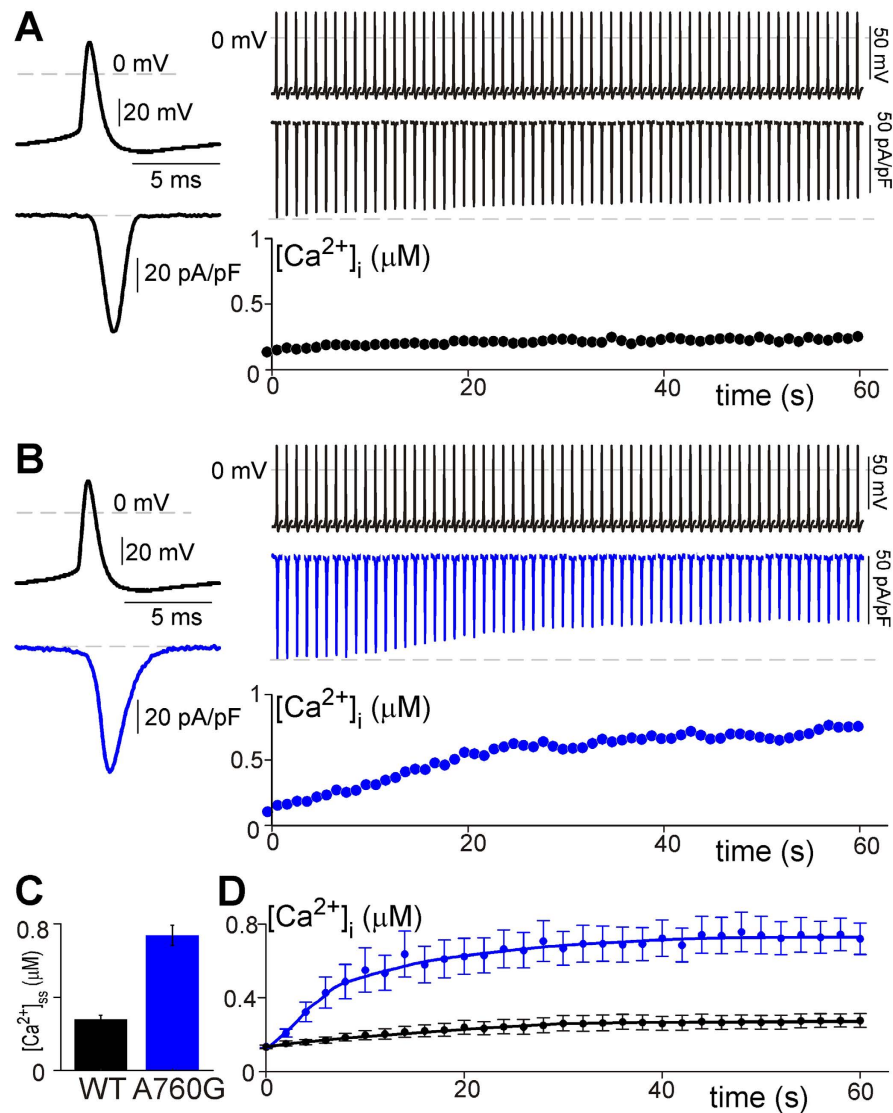 A
0 mV
20 mV
5 ms
20 pA/pF
0 mV
50 mV
50 pA/pF
1
[Ca2+]i (μM)
0.5
0
0
20
40
60
time (s)
B
0 mV
20 mV
5 ms
20 pA/pF
0 mV
50 mV
50 pA/pF
1
[Ca2+]i (μM)
0.5
0
0
20
40
60
time (s)
C
0.8
[Ca2+]ss (μM)
0
WT A760G
D
[Ca2+]i (μM)
0.8
0.4
0
0
20
40
60
time (s)